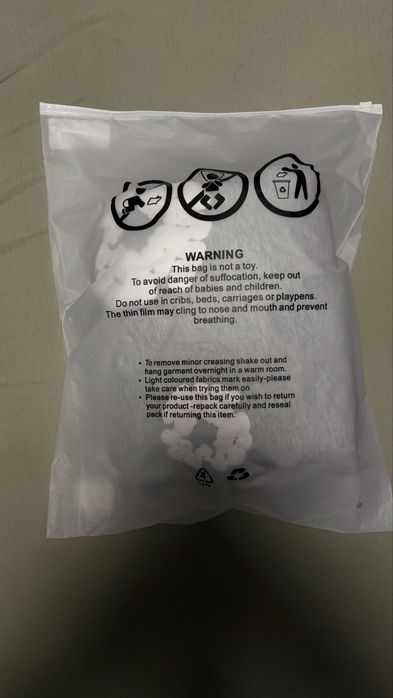 WARNING
This bag is not a toy.
To avoid danger of suffocation, keep out
of reach of babies and children.
Do not use in cribs, beds, carriages or playpens.
The thin film may cling to nose and mouth and prevent
breathing.
• To remove minor creasing shake out and
hang garment overnight in a warm room.
• Light coloured fabrics mark easily-please
take care when trying them on
• Please re-use this bag if you wish to return
your product -repack carefully and reseal
pack if returning this item.